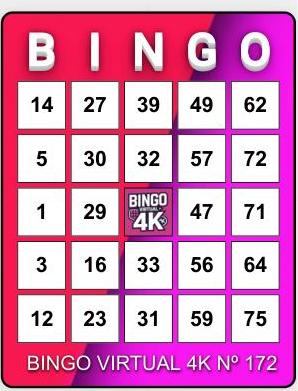 B I N G O
14 27 39 49 62
5 30 32 57 72
1 29 BINGO VIRTUAL 4K 47 71
3 16 33 56 64
12 23 31 59 75
BINGO VIRTUAL 4K Nº 172